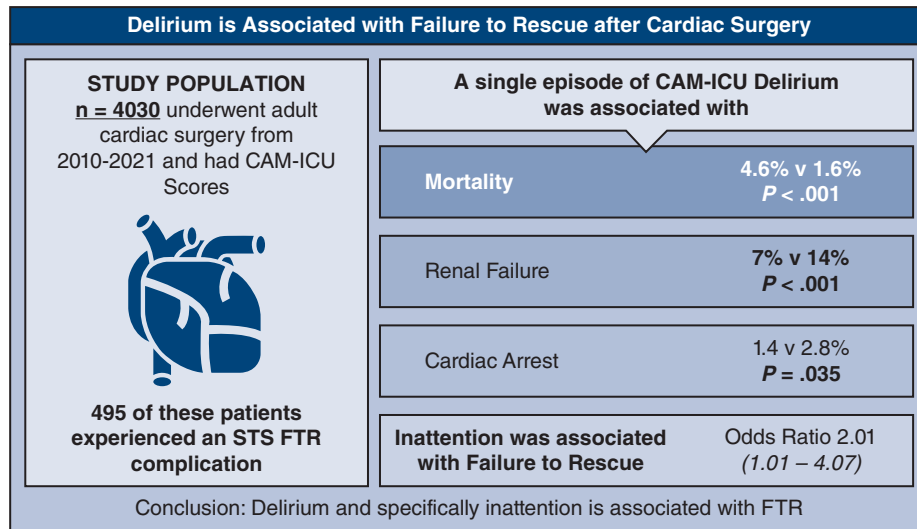 Delirium is Associated with Failure to Rescue after Cardiac Surgery
STUDY POPULATION
n = 4030 underwent adult
cardiac surgery from
2010-2021 and had CAM-ICU
Scores
495 of these patients
experienced an STS FTR
complication
A single episode of CAM-ICU Delirium
was associated with
Mortality
4.6% v 1.6%
P < .001
Renal Failure
7% v 14%
P < .001
Cardiac Arrest
1.4 v 2.8%
P = .035
Inattention was associated
with Failure to Rescue
Odds Ratio 2.01
(1.01 – 4.07)
Conclusion: Delirium and specifically inattention is associated with FTR